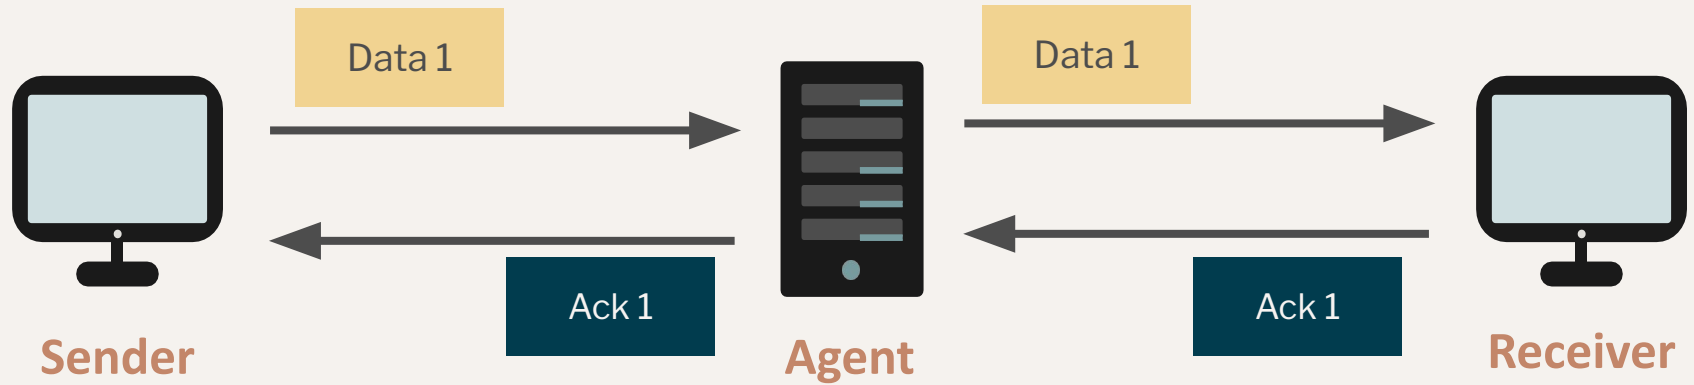 Data 1
Data 1
Ack 1
Ack 1
Sender
Agent
Receiver